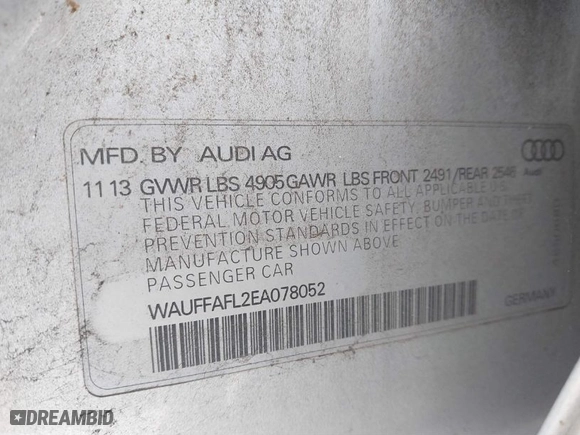 MFD. BY AUDI AG
11 13 GVWR LBS 4905 GAWR LBS FRONT 2491/REAR 2546
Audi
THIS VEHICLE CONFORMS TO ALL APPLICABLE U.S.
FEDERAL MOTOR VEHICLE SAFETY, BUMPER AND THEFT
PREVENTION STANDARDS IN EFFECT ON THE DATE OF
MANUFACTURE SHOWN ABOVE
PASSENGER CAR
WAUFFAFL2EA078052
GERMANY
DREAMBID